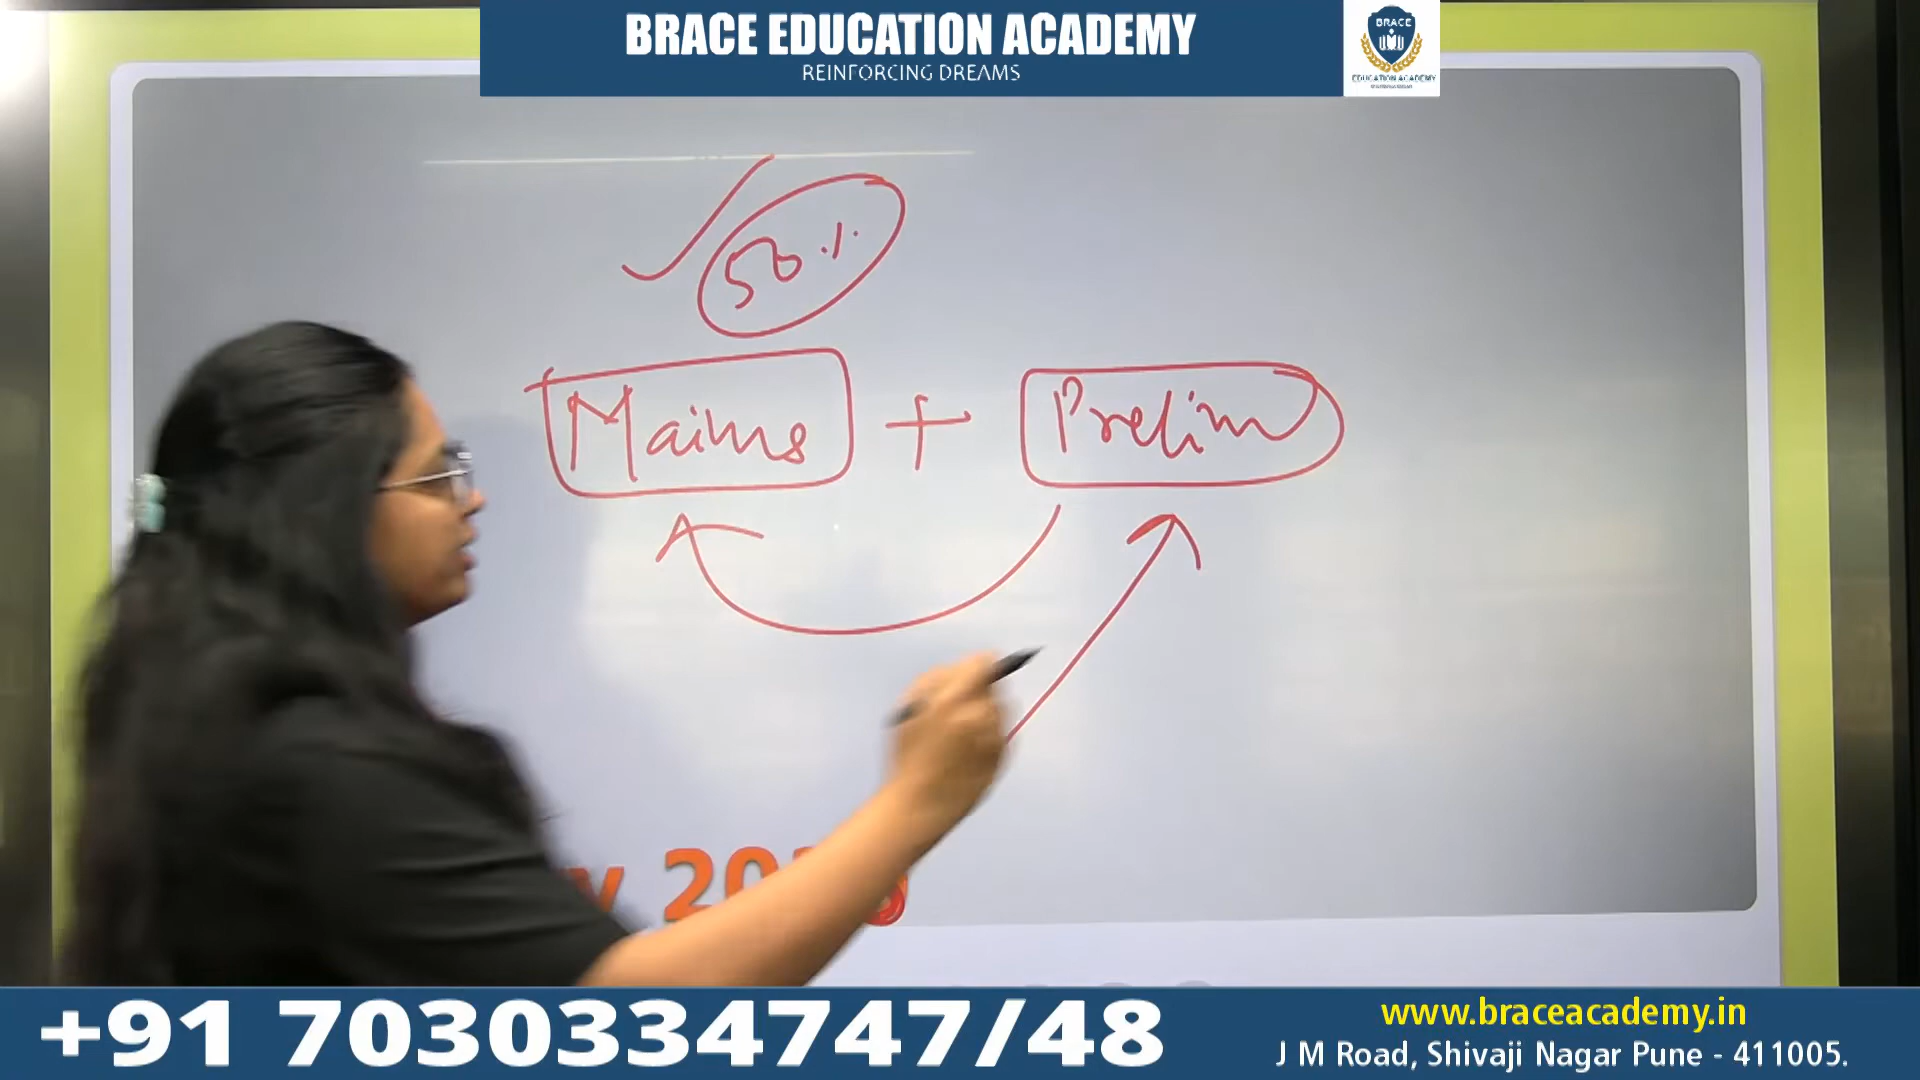 BRACE EDUCATION ACADEMY
REINFORCING DREAMS
BRACE
EDUCATION ACADEMY
50%
Mains + Prelim
y 20
+91 7030334747/48
www.braceacademy.in
J M Road, Shivaji Nagar Pune - 411005.